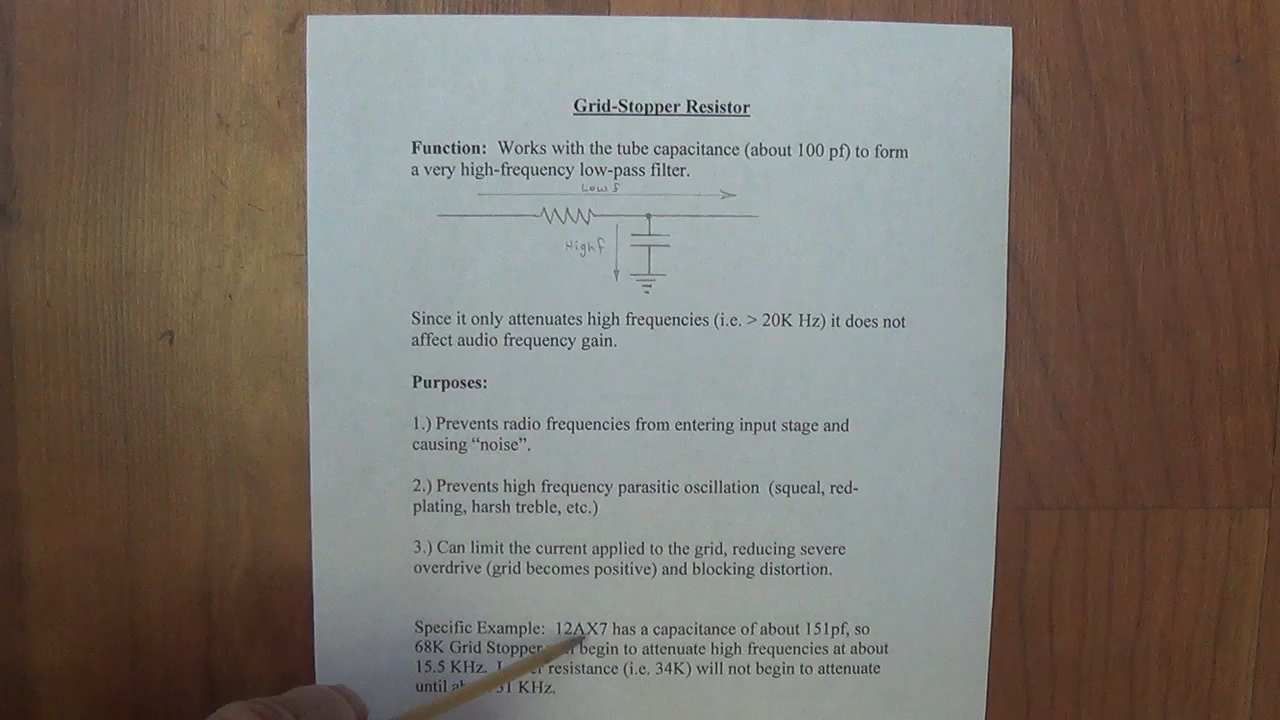 Grid-Stopper Resistor
Function: Works with the tube capacitance (about 100 pf) to form
a very high-frequency low-pass filter.
Low f
High f
Since it only attenuates high frequencies (i.e. > 20K Hz) it does not
affect audio frequency gain.
Purposes:
1.) Prevents radio frequencies from entering input stage and
causing “noise”.
2.) Prevents high frequency parasitic oscillation (squeal, red-
plating, harsh treble, etc.)
3.) Can limit the current applied to the grid, reducing severe
overdrive (grid becomes positive) and blocking distortion.
Specific Example: 12AX7 has a capacitance of about 151pf, so
68K Grid Stopper begin to attenuate high frequencies at about
15.5 KHz. resistance (i.e. 34K) will not begin to attenuate
until 31 KHz.